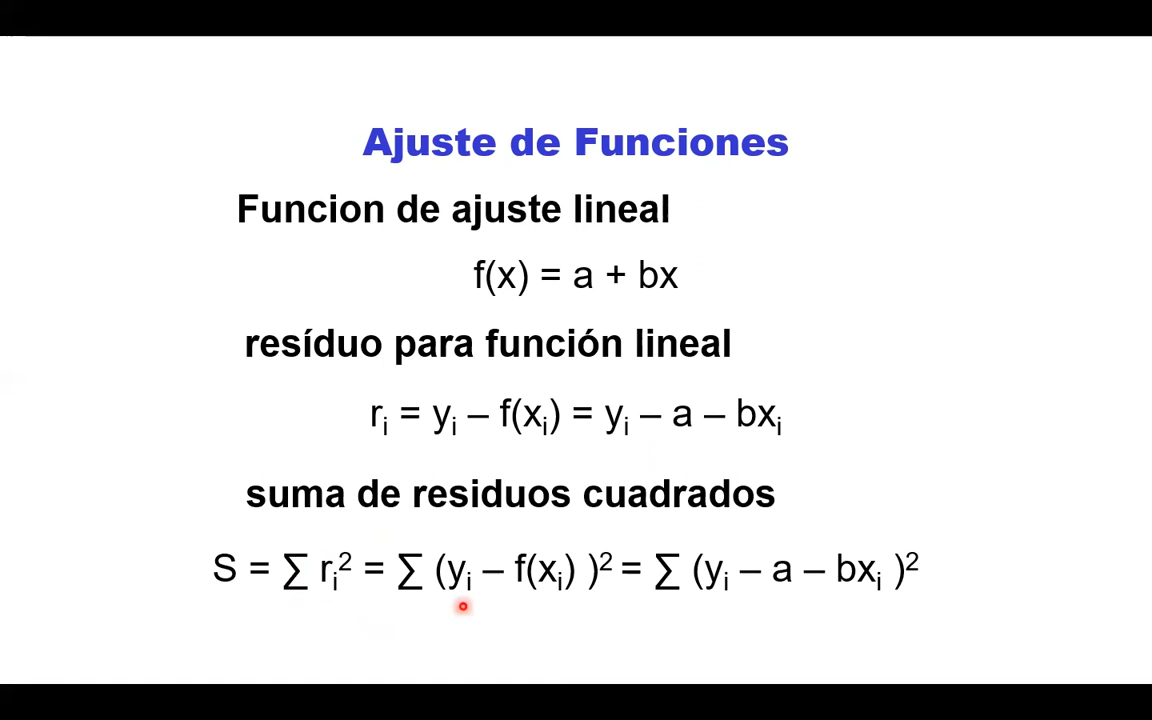 Ajuste de Funciones
Funcion de ajuste lineal
f(x) = a + bx
resíduo para función lineal
rᵢ = yᵢ – f(xᵢ) = yᵢ – a – bxᵢ
suma de residuos cuadrados
S = ∑ rᵢ² = ∑ (yᵢ – f(xᵢ) )² = ∑ (yᵢ – a – bxᵢ )²